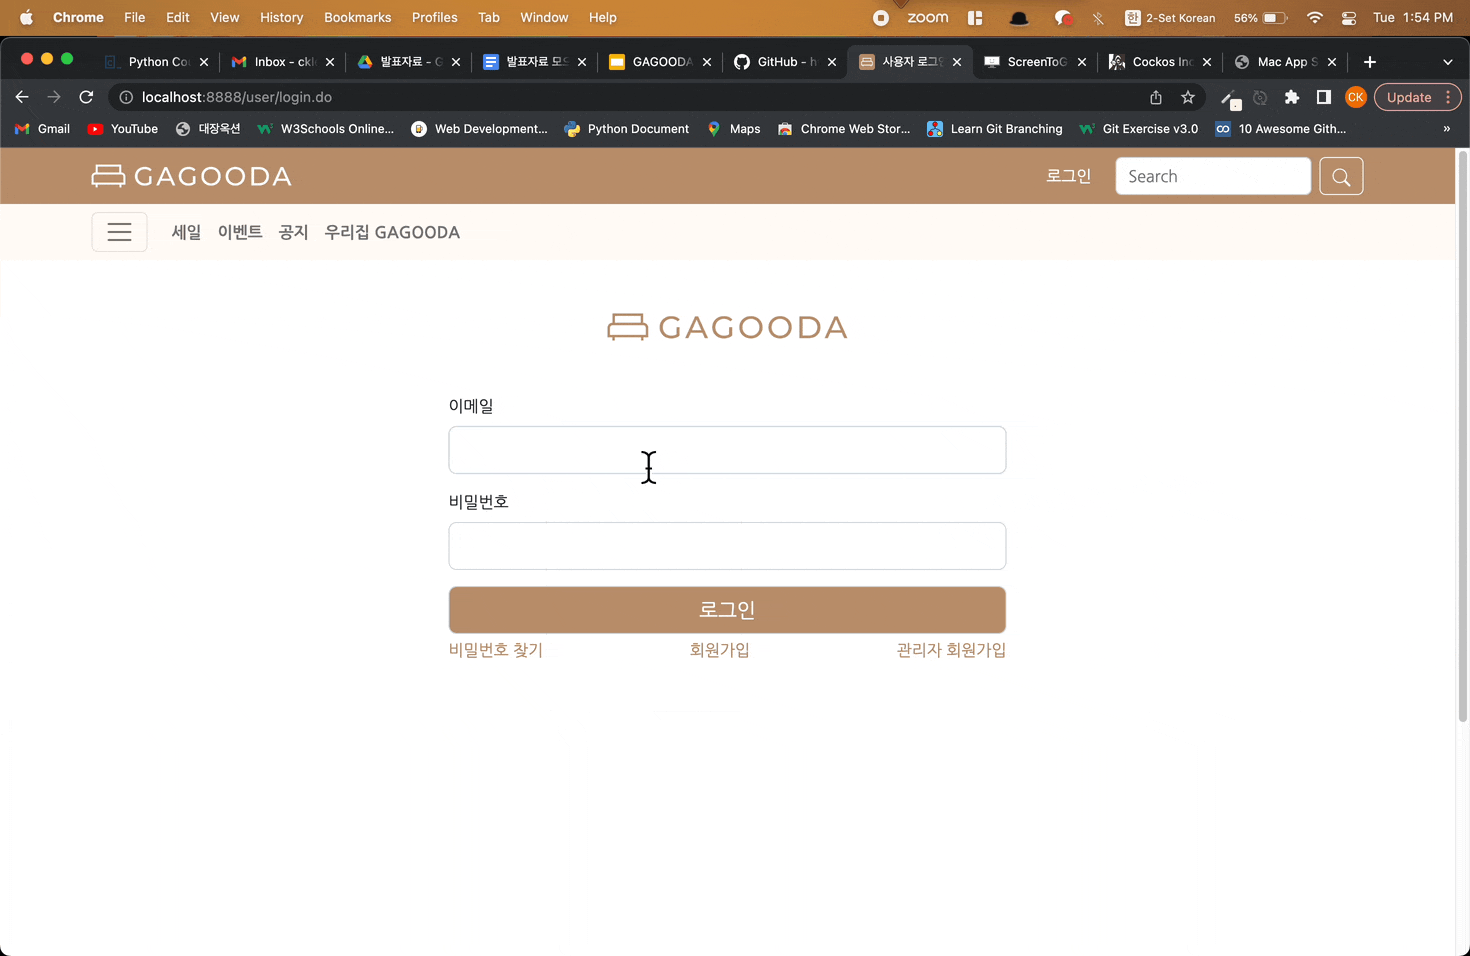 Chrome File Edit View History Bookmarks Profiles Tab Window Help zoom 한 2-Set Korean 56% Tue 1:54 PM
Python Co Inbox - ckl 발표자료 - G 발표자료 모으 GAGOODA GitHub - h 사용자 로그인 ScreenToG Cockos Inc Mac App S
localhost:8888/user/login.do CK Update
Gmail YouTube 대장옥션 W3Schools Online... Web Development... Python Document Maps Chrome Web Stor... Learn Git Branching Git Exercise v3.0 10 Awesome Gith... »
GAGOODA 로그인 Search
세일 이벤트 공지 우리집 GAGOODA
GAGOODA
이메일
비밀번호
로그인
비밀번호 찾기 회원가입 관리자 회원가입